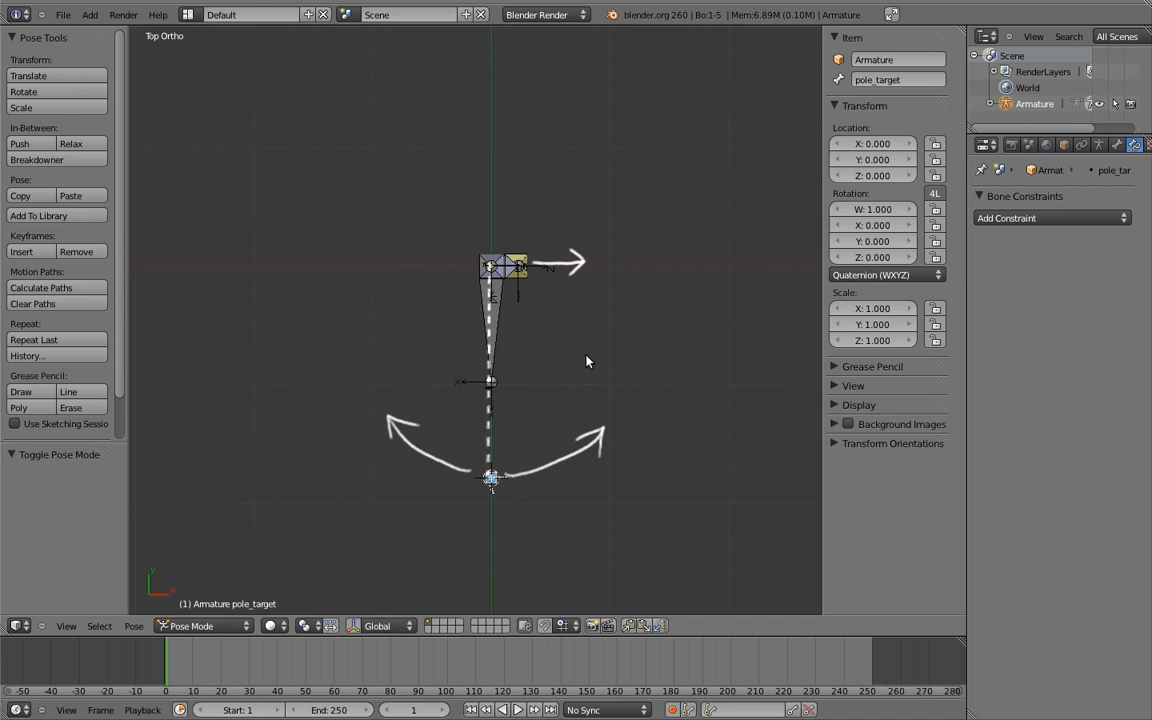 Add
Render
Help
Default
Scene
Blender Render
blender.org 260 | Bo:1-5 | Mem:6.89M (0.10M) | Armature
View
Search
All Scenes
Pose Tools
Transform:
Translate
Rotate
Scale
In-Between:
Push
Relax
Breakdowner
Pose:
Copy
Paste
Add To Library
Keyframes:
Insert
Remove
Motion Paths:
Calculate Paths
Clear Paths
Repeat:
Repeat Last
History...
Grease Pencil:
Draw
Line
Poly
Erase
Use Sketching Sessio
Toggle Pose Mode
Top Ortho
(1) Armature pole_target
Item
Armature
pole_target
Transform
Location:
X: 0.000
Y: 0.000
Z: 0.000
Rotation:
4L
W: 1.000
X: 0.000
Y: 0.000
Z: 0.000
Quaternion (WXYZ)
Scale:
X: 1.000
Y: 1.000
Z: 1.000
Grease Pencil
View
Display
Background Images
Transform Orientations
Scene
RenderLayers
World
Armature
Armat
pole_tar
Bone Constraints
Add Constraint
View
Select
Pose
Pose Mode
Global
-50 -40 -30 -20 -10 0 10 20 30 40 50 60 70 80 90 100 110 120 130 140 150 160 170 180 190 200 210 220 230 240 250 260 270 280
View
Frame
Playback
Start: 1
End: 250
1
No Sync